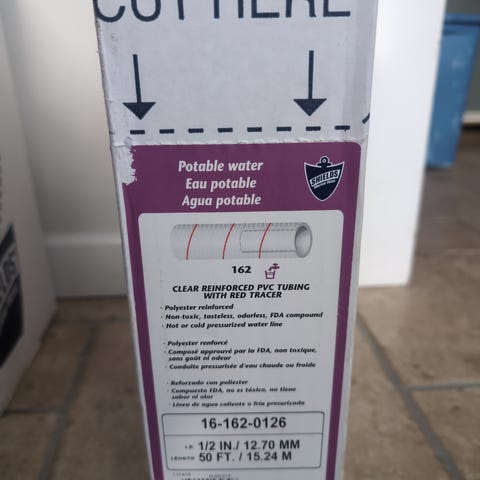 CUT HERE
Potable water
Eau potable
Agua potable
SHIELDS
162
CLEAR REINFORCED PVC TUBING
WITH RED TRACER
· Polyester reinforced
· Non-toxic, tasteless, odorless, FDA compound
· Hot or cold pressurized water line
· Polyester renforcé
· Composé approuvé par la FDA, non toxique,
sans goût ni odeur
· Conduite pressurisée d'eau chaude ou froide
· Reforzado con poliester
· Compuesto FDA, no es tóxico, no tiene
sabor ni olor
· Línea de agua caliente o fría presurizada
16-162-0126
I.D. 1/2 IN./ 12.70 MM
LENGTH 50 FT. / 15.24 M